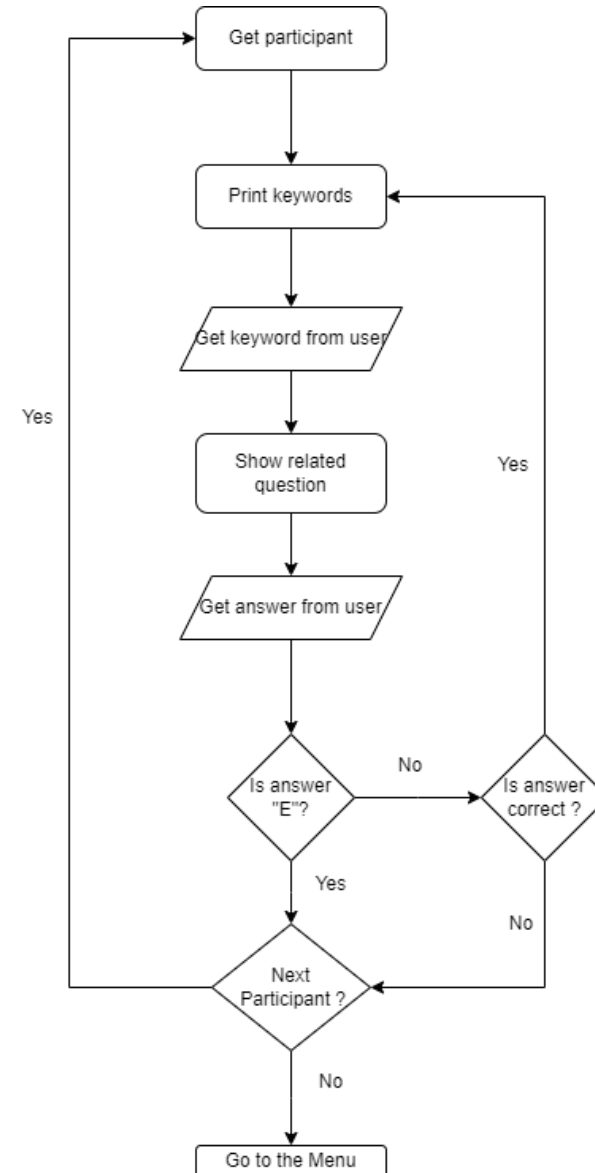 Get participant
Print keywords
Get keyword from user
Yes
Show related
question
Yes
Get answer from user
Is answer
"E"?
No
Is answer
correct ?
Yes
No
Next
Participant ?
No
Go to the Menu